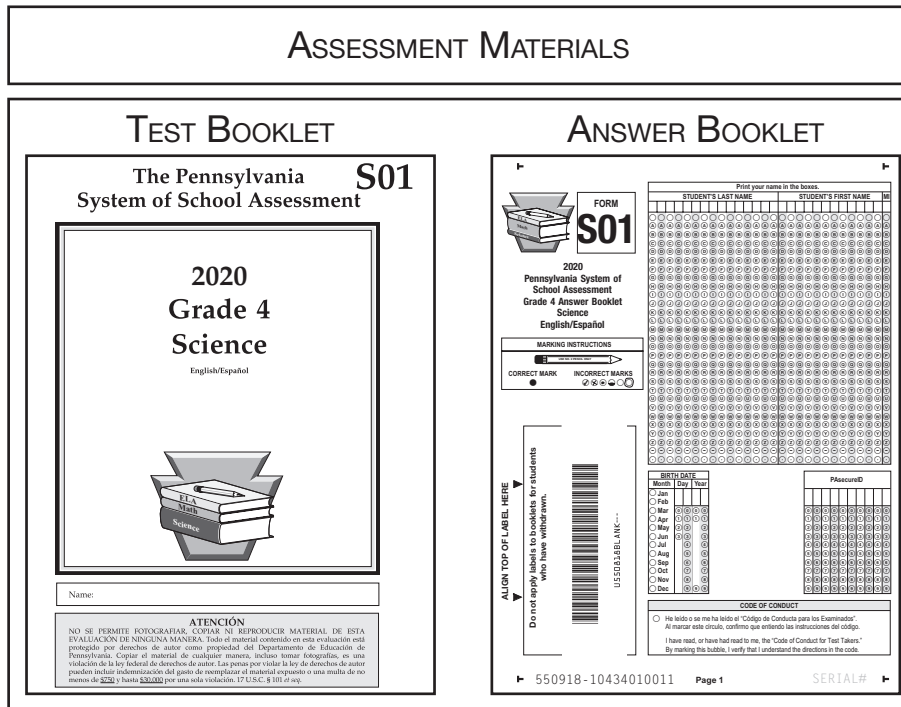 ASSESSMENT MATERIALS
TEST BOOKLET
The Pennsylvania
System of School Assessment
S01
2020
Grade 4
Science
English/Español
ELA
Math
Science
Name:
ATENCIÓN
NO SE PERMITE FOTOGRAFIAR, COPIAR NI REPRODUCIR MATERIAL DE ESTA
EVALUACIÓN DE NINGUNA MANERA. Todo el material contenido en esta evaluación está
protegido por derechos de autor como propiedad del Departamento de Educación de
Pennsylvania. Copiar el material de cualquier manera, incluso tomar fotografías, es una
violación de la ley federal de derechos de autor. Las penas por violar la ley de derechos de autor
pueden incluir indemnización del gasto de reemplazar el material expuesto o una multa de no
menos de $750 y hasta $30,000 por una sola violación. 17 U.S.C. § 101 et seq.
ANSWER BOOKLET
FORM
S01
2020
Pennsylvania System of
School Assessment
Grade 4 Answer Booklet
Science
English/Español
MARKING INSTRUCTIONS
CORRECT MARK
INCORRECT MARKS
ALIGN TOP OF LABEL HERE
Do not apply labels to booklets for students
who have withdrawn.
Print your name in the boxes.
STUDENT'S LAST NAME
STUDENT'S FIRST NAME
MI
BIRTH DATE
Month Day Year
Jan
Feb
Mar
Apr
May
Jun
Jul
Aug
Sep
Oct
Nov
Dec
PAsecureID
CODE OF CONDUCT
He leído o se me ha leído el "Código de Conducta para los Examinados".
Al marcar este círculo, confirmo que entiendo las instrucciones del código.
I have read, or have had read to me, the "Code of Conduct for Test Takers."
By marking this bubble, I verify that I understand the directions in the code.
550918-10434010011
Page 1
SERIAL#